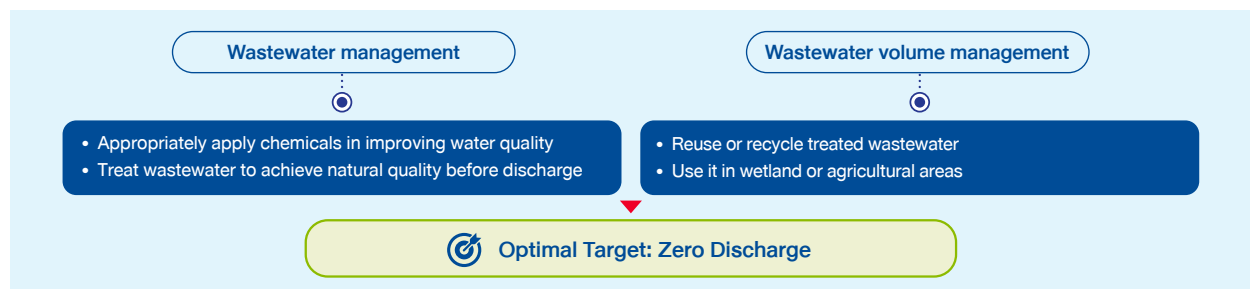 Wastewater management
• Appropriately apply chemicals in improving water quality
• Treat wastewater to achieve natural quality before discharge
Wastewater volume management
• Reuse or recycle treated wastewater
• Use it in wetland or agricultural areas
Optimal Target: Zero Discharge